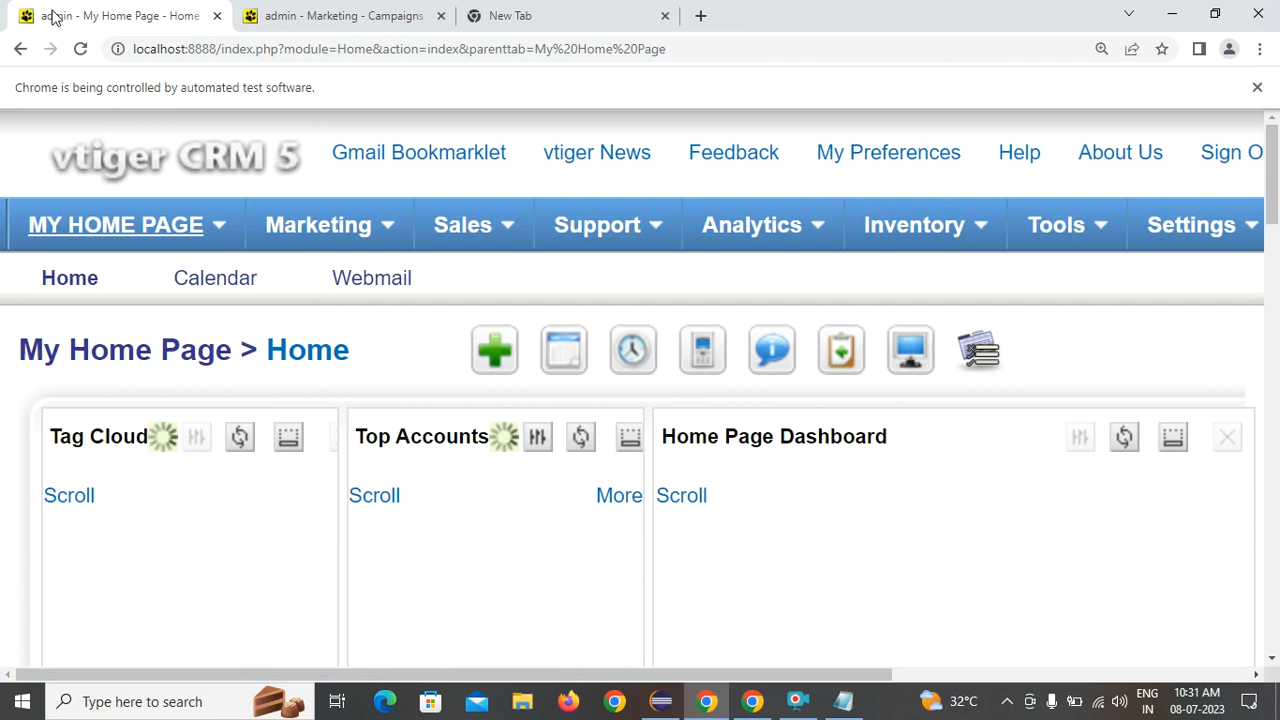 admin - My Home Page - Home
admin - Marketing - Campaigns
New Tab
localhost:8888/index.php?module=Home&action=index&parenttab=My%20Home%20Page
Chrome is being controlled by automated test software.
vtiger CRM 5
Gmail Bookmarklet
vtiger News
Feedback
My Preferences
Help
About Us
Sign O
MY HOME PAGE
Marketing
Sales
Support
Analytics
Inventory
Tools
Settings
Home
Calendar
Webmail
My Home Page > Home
Tag Cloud
Top Accounts
Home Page Dashboard
Scroll
Scroll
More
Scroll
Type here to search
32°C
ENG
IN
10:31 AM
08-07-2023